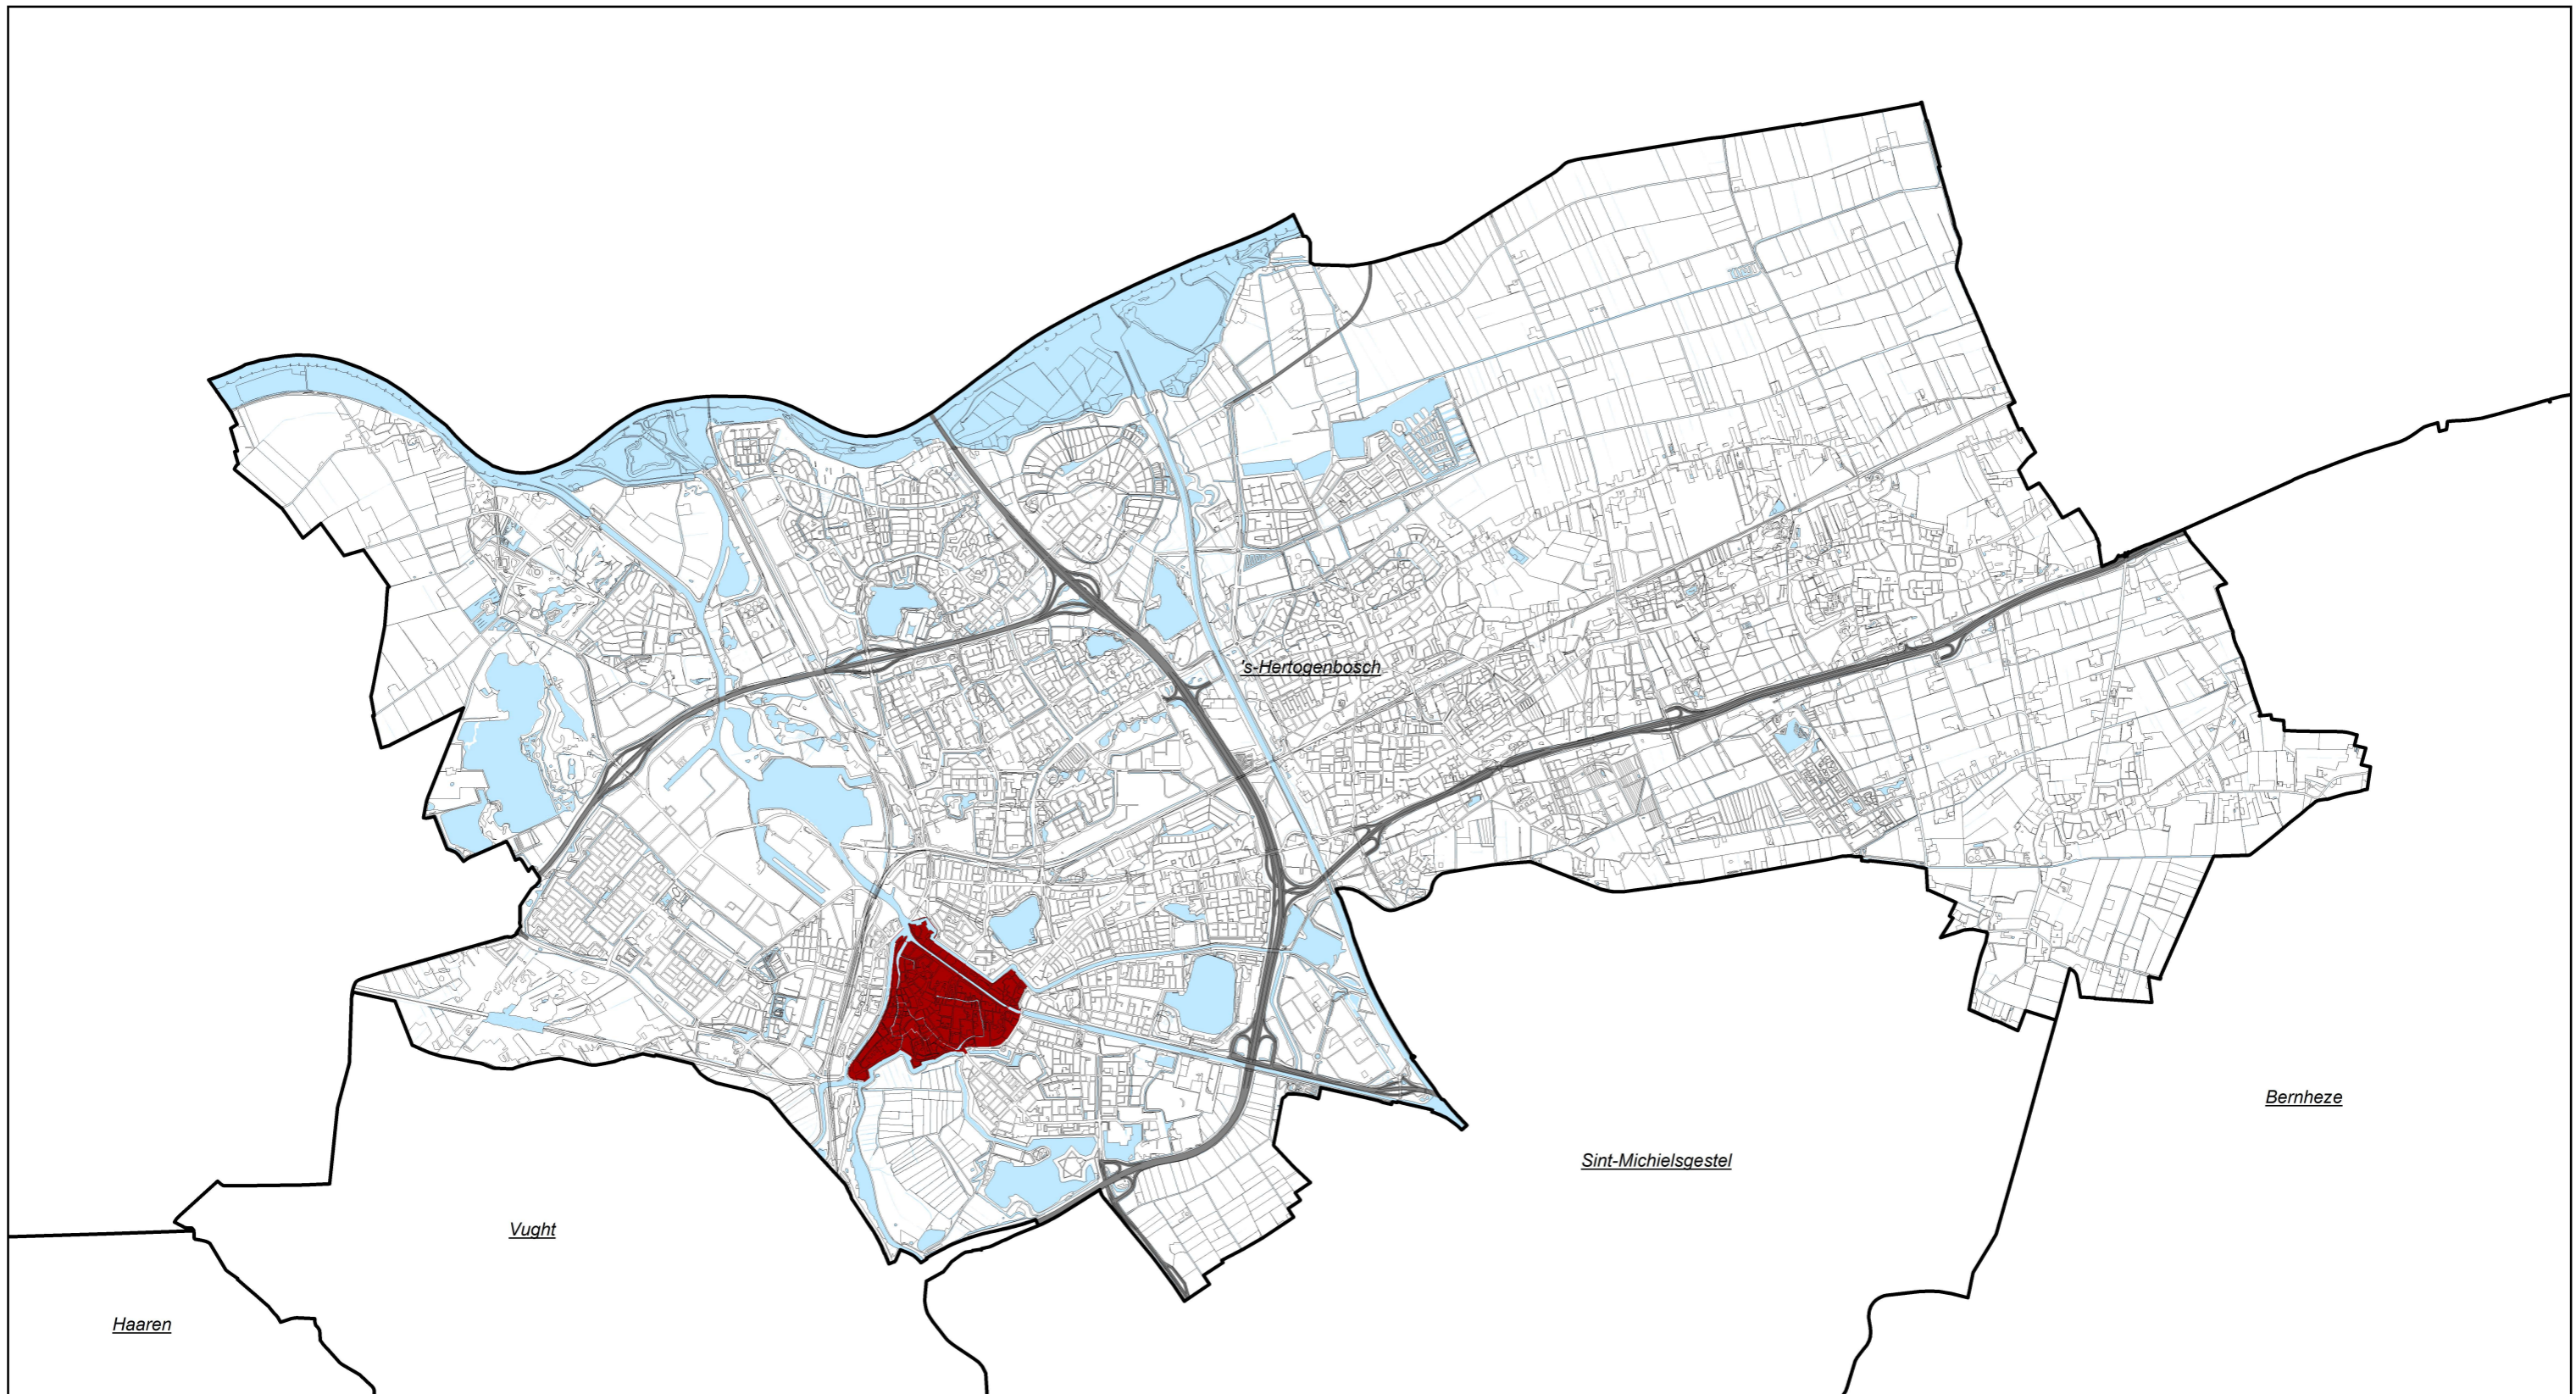 's-Hertogenbosch
Bernheze
Sint-Michielsgestel
Vught
Haaren